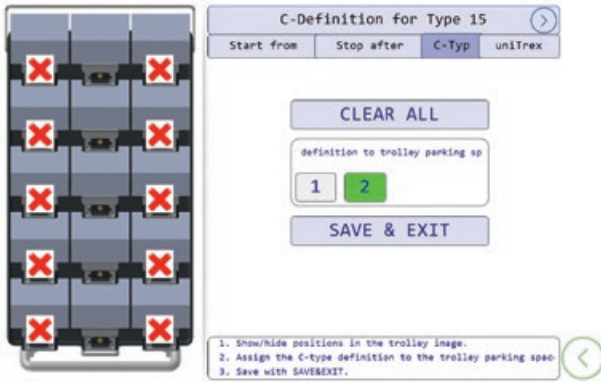 C-Definition for Type 15
Start from Stop after C-Typ uniTrex
CLEAR ALL
definition to trolley parking sp
1 2
SAVE & EXIT
1. Show/hide positions in the trolley image.
2. Assign the C-type definition to the trolley parking spac
3. Save with SAVE&EXIT.